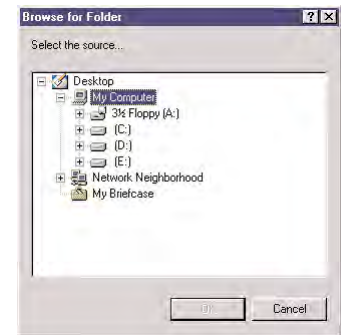 Browse for Folder
Select the source...
Desktop
My Computer
3½ Floppy (A:)
(C:)
(D:)
(E:)
Network Neighborhood
My Briefcase
OK Cancel